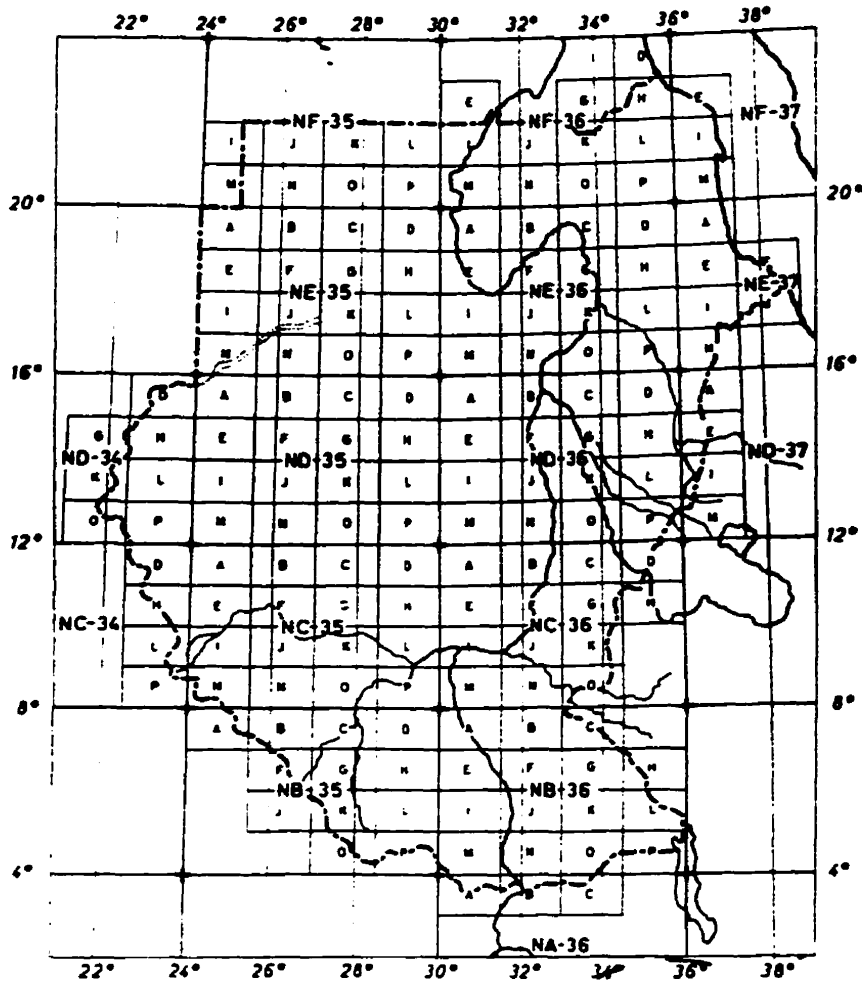 22° 24° 26° 28° 30° 32° 34° 36° 38°
I D
E G H E
NF-35 NF-36 NF-37
I J K L I J K L I
M N O P M N O P M
20° 20°
A B C D A B C D A
E F G H E F G H E F
NE-35 NE-36 NE-37
I J K L I J K L I M
M N O P M N O P M
16° 16°
D A B C D A B C D A
G H E F G H E F G H E
ND-34 ND-35 ND-36 ND-37
K L I J K L I J K L I
O P M N O P M N O P M
12° 12°
D A B C D A B C D
H E F G H E F G H
NC-34 NC-35 NC-36
L I J K L I J K
P M N O P M N O
8° 8°
A B C D A B C
F G H E F G H
NB-35 NB-36
J K L I J K L
O P M N O P
4° 4°
A B C
NA-36
22° 24° 26° 28° 30° 32° 34° 36° 38°